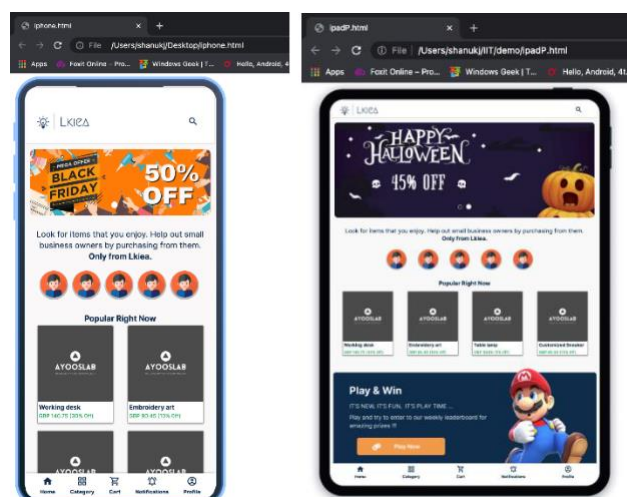 iphone.html
File /Users/shanukj/Desktop/iphone.html
Apps Foxit Online - Pro... Windows Geek | T... Hello, Android, 4
LKIEA
MEGA OFFER
BLACK
FRIDAY
50%
OFF
Look for items that you enjoy. Help out small
business owners by purchasing from them.
Only from Lkiea.
Popular Right Now
AYOOSLAB
AYOOSLAB
Working desk
Embroidery art
AYOOSLAB
AYOOSLAB
Home Category Cart Notifications Profile
ipadP.html
File /Users/shanukj/IIT/demo/ipadP.html
Apps Foxit Online – Pro... Windows Geek | T... Hello, Android, 4t.
LKIEA
HAPPY
HALLOWEEN
45% OFF
Look for items that you enjoy. Help out small business owners by purchasing from them.
Only from Lkiea.
Popular Right Now
AYOOSLAB
AYOOSLAB
AYOOSLAB
AYOOSLAB
Working desk
Embroidery art
Table lamp
Customized Sneaker
Play & Win
IT'S NEW, IT'S FUN, IT'S PLAY TIME...
Play and try to enter to our weekly leaderboard for
amazing prizes !!!
Play Now
Home Category Cart Notifications Profile